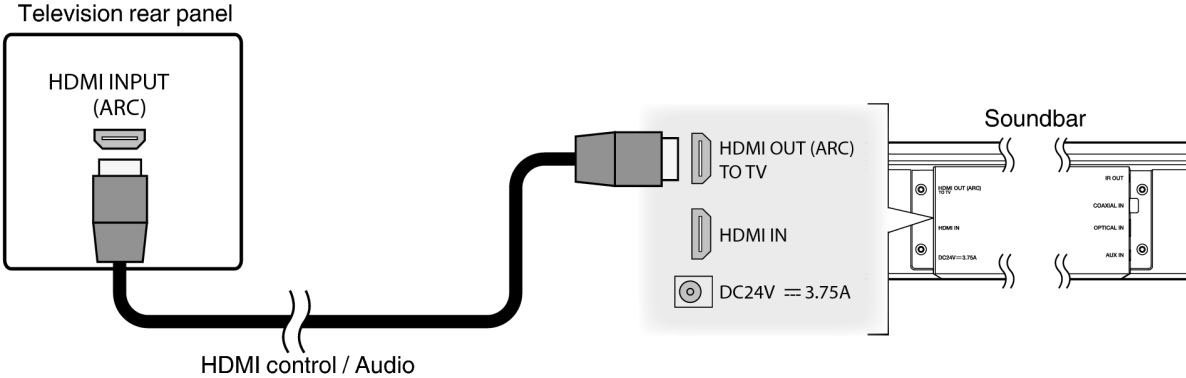 Television rear panel
HDMI INPUT
(ARC)
HDMI OUT (ARC)
TO TV
HDMI IN
DC24V ⎓ 3.75A
HDMI control / Audio
Soundbar
HDMI OUT (ARC)
TO TV
HDMI IN
DC24V⎓3.75A
IR OUT
COAXIAL IN
OPTICAL IN
AUX IN